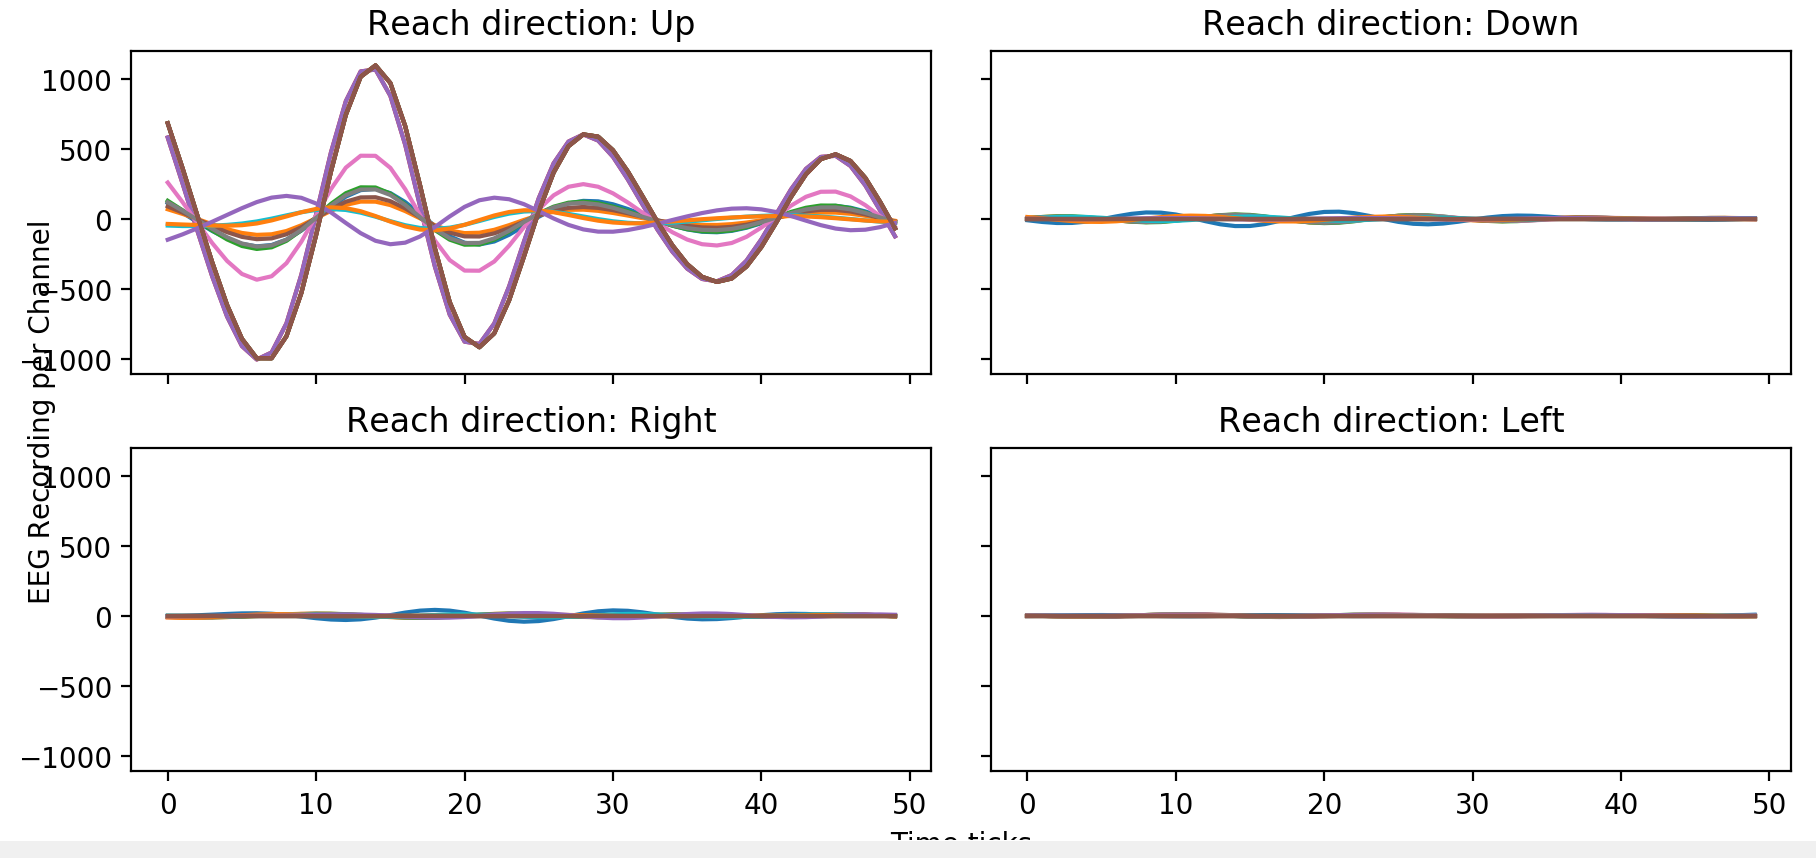 Reach direction: Up
Reach direction: Down
1000
500
0
−500
−1000
EEG Recording per Channel
Reach direction: Right
Reach direction: Left
1000
500
0
−500
−1000
0 10 20 30 40 50
0 10 20 30 40 50
Time ticks